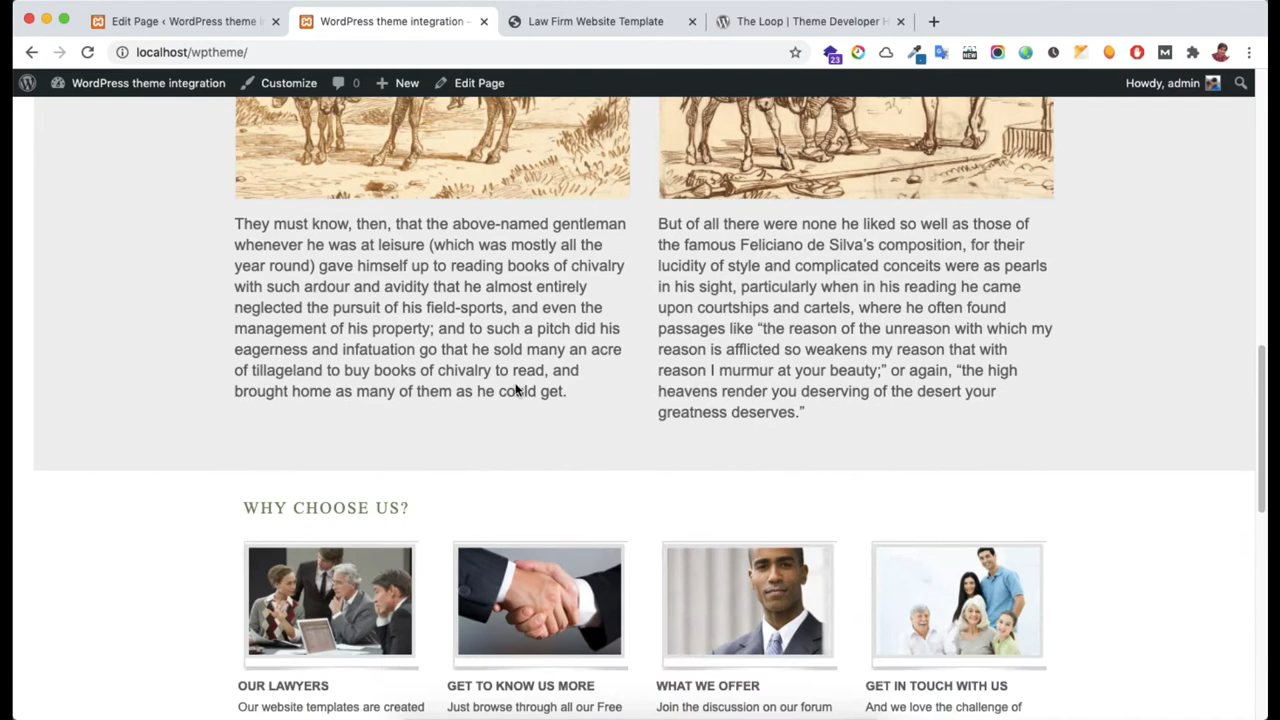 Edit Page ‹ WordPress theme i
WordPress theme integration –
Law Firm Website Template
The Loop | Theme Developer H
localhost/wptheme/
23
NEW
M
WordPress theme integration
Customize
0
New
Edit Page
Howdy, admin
They must know, then, that the above-named gentleman
whenever he was at leisure (which was mostly all the
year round) gave himself up to reading books of chivalry
with such ardour and avidity that he almost entirely
neglected the pursuit of his field-sports, and even the
management of his property; and to such a pitch did his
eagerness and infatuation go that he sold many an acre
of tillageland to buy books of chivalry to read, and
brought home as many of them as he could get.
But of all there were none he liked so well as those of
the famous Feliciano de Silva’s composition, for their
lucidity of style and complicated conceits were as pearls
in his sight, particularly when in his reading he came
upon courtships and cartels, where he often found
passages like “the reason of the unreason with which my
reason is afflicted so weakens my reason that with
reason I murmur at your beauty;” or again, “the high
heavens render you deserving of the desert your
greatness deserves.”
WHY CHOOSE US?
OUR LAWYERS
Our website templates are created
GET TO KNOW US MORE
Just browse through all our Free
WHAT WE OFFER
Join the discussion on our forum
GET IN TOUCH WITH US
And we love the challenge of